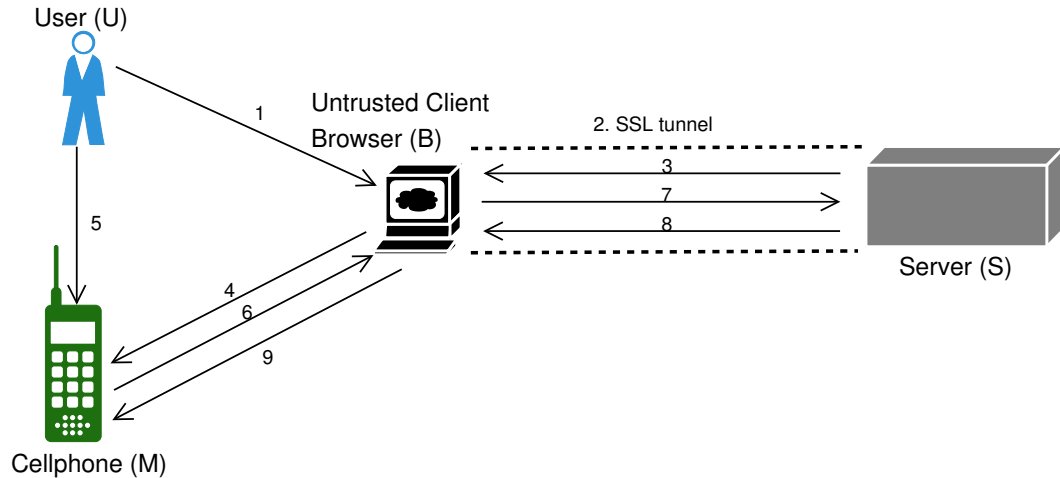 User (U)
1
Untrusted Client
Browser (B)
2. SSL tunnel
3
7
8
Server (S)
5
4
6
9
Cellphone (M)